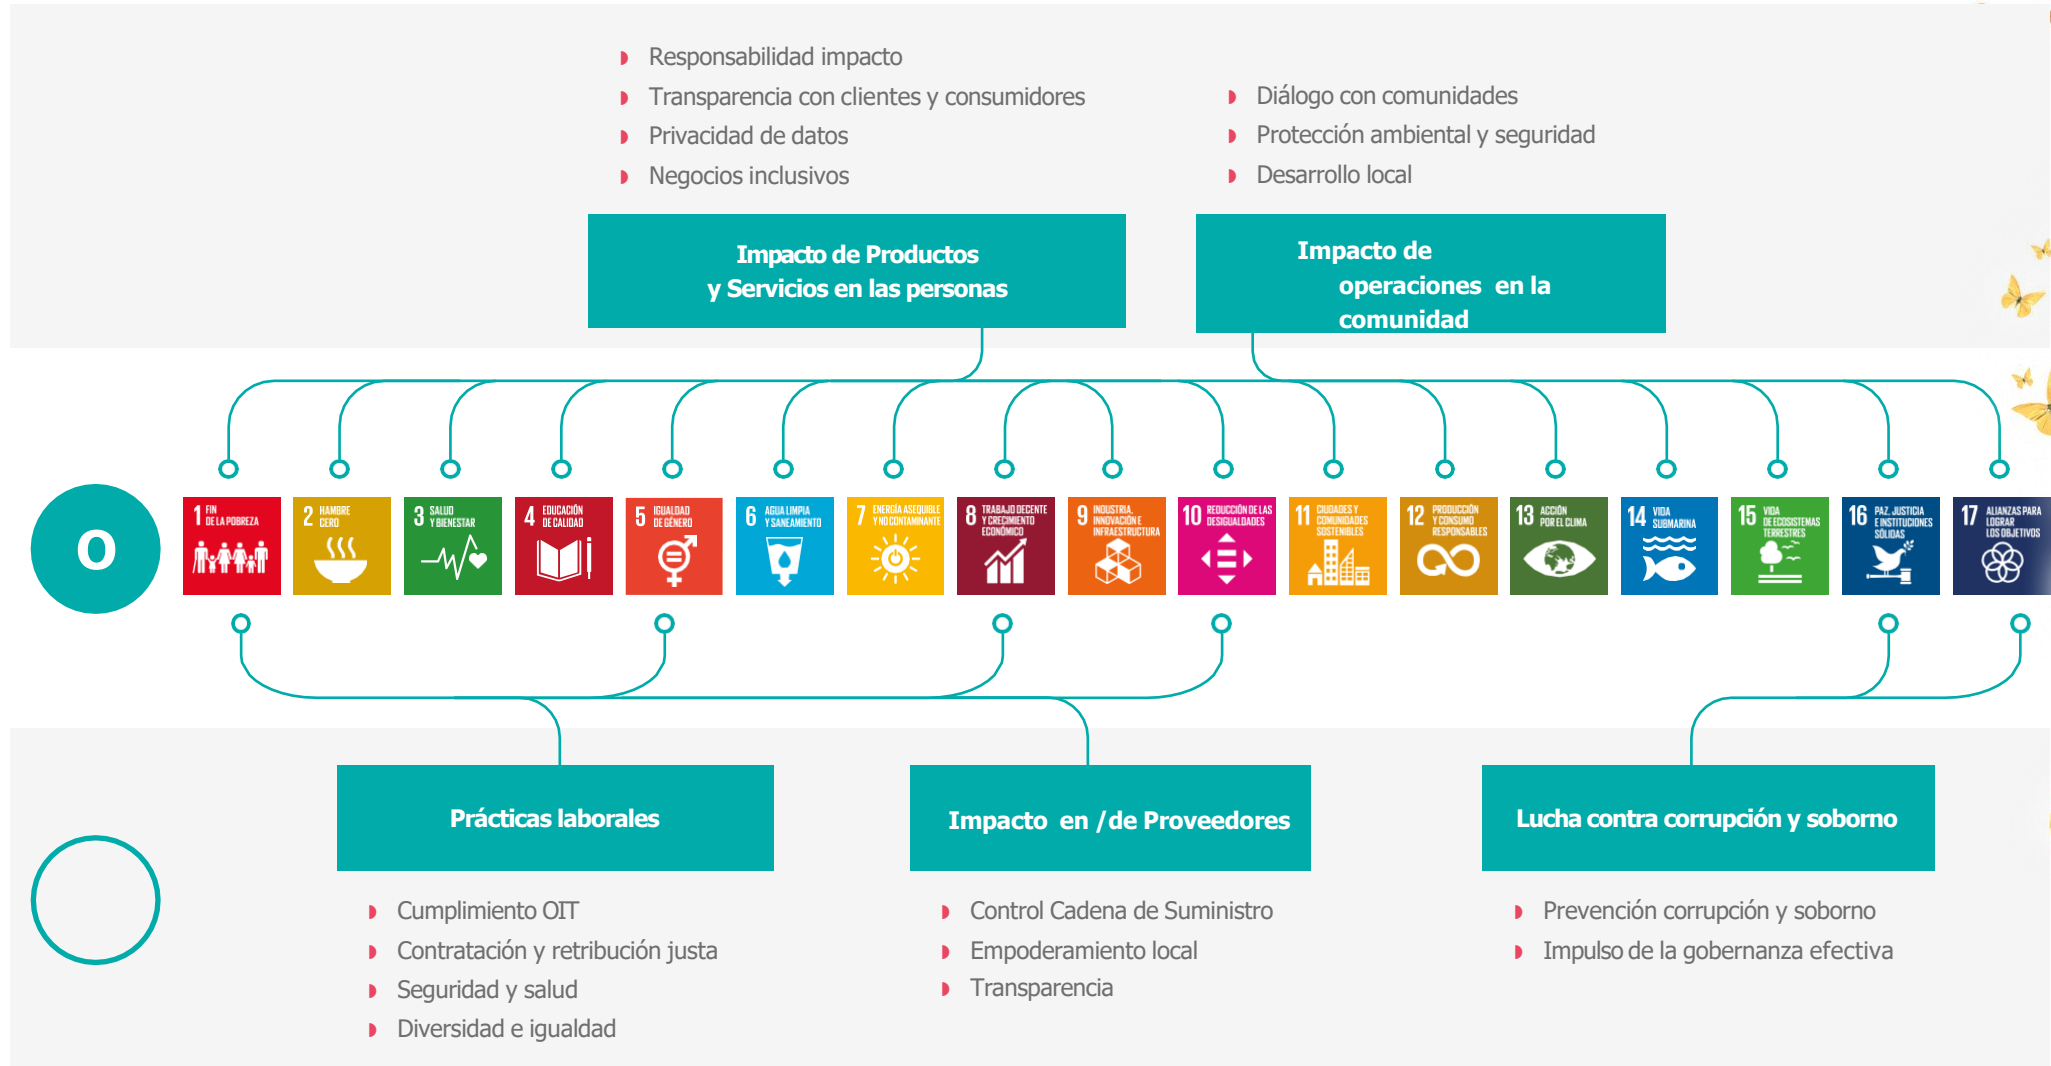 Responsabilidad impacto
Transparencia con clientes y consumidores
Privacidad de datos
Negocios inclusivos
Diálogo con comunidades
Protección ambiental y seguridad
Desarrollo local
Impacto de Productos
y Servicios en las personas
Impacto de
operaciones en la
comunidad
O
1 FIN
DE LA POBREZA
2 HAMBRE
CERO
3 SALUD
Y BIENESTAR
4 EDUCACIÓN
DE CALIDAD
5 IGUALDAD
DE GÉNERO
6 AGUA LIMPIA
Y SANEAMIENTO
7 ENERGÍA ASEQUIBLE
Y NO CONTAMINANTE
8 TRABAJO DECENTE
Y CRECIMIENTO
ECONÓMICO
9 INDUSTRIA,
INNOVACIÓN E
INFRAESTRUCTURA
10 REDUCCIÓN DE LAS
DESIGUALDADES
11 CIUDADES Y
COMUNIDADES
SOSTENIBLES
12 PRODUCCIÓN
Y CONSUMO
RESPONSABLES
13 ACCIÓN
POR EL CLIMA
14 VIDA
SUBMARINA
15 VIDA
DE ECOSISTEMAS
TERRESTRES
16 PAZ, JUSTICIA
E INSTITUCIONES
SÓLIDAS
17 ALIANZAS PARA
LOGRAR
LOS OBJETIVOS
Prácticas laborales
Impacto en /de Proveedores
Lucha contra corrupción y soborno
Cumplimiento OIT
Contratación y retribución justa
Seguridad y salud
Diversidad e igualdad
Control Cadena de Suministro
Empoderamiento local
Transparencia
Prevención corrupción y soborno
Impulso de la gobernanza efectiva